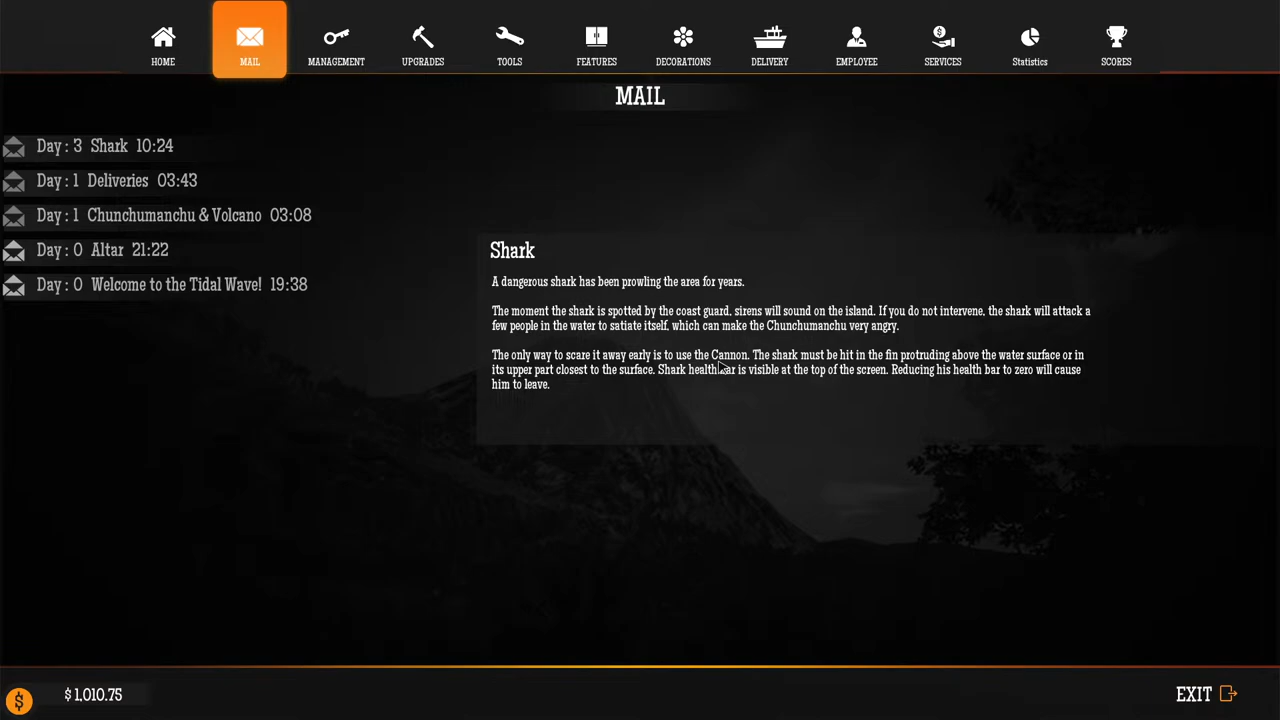 HOME
MAIL
MANAGEMENT
UPGRADES
TOOLS
FEATURES
DECORATIONS
DELIVERY
EMPLOYEE
SERVICES
Statistics
SCORES
MAIL
Day : 3 Shark 10:24
Day : 1 Deliveries 03:43
Day : 1 Chunchumanchu & Volcano 03:08
Day : 0 Altar 21:22
Day : 0 Welcome to the Tidal Wave! 19:38
Shark
A dangerous shark has been prowling the area for years.
The moment the shark is spotted by the coast guard, sirens will sound on the island. If you do not intervene, the shark will attack a
few people in the water to satiate itself, which can make the Chunchumanchu very angry.
The only way to scare it away early is to use the Cannon. The shark must be hit in the fin protruding above the water surface or in
its upper part closest to the surface. Shark health bar is visible at the top of the screen. Reducing his health bar to zero will cause
him to leave.
$ 1,010.75
EXIT